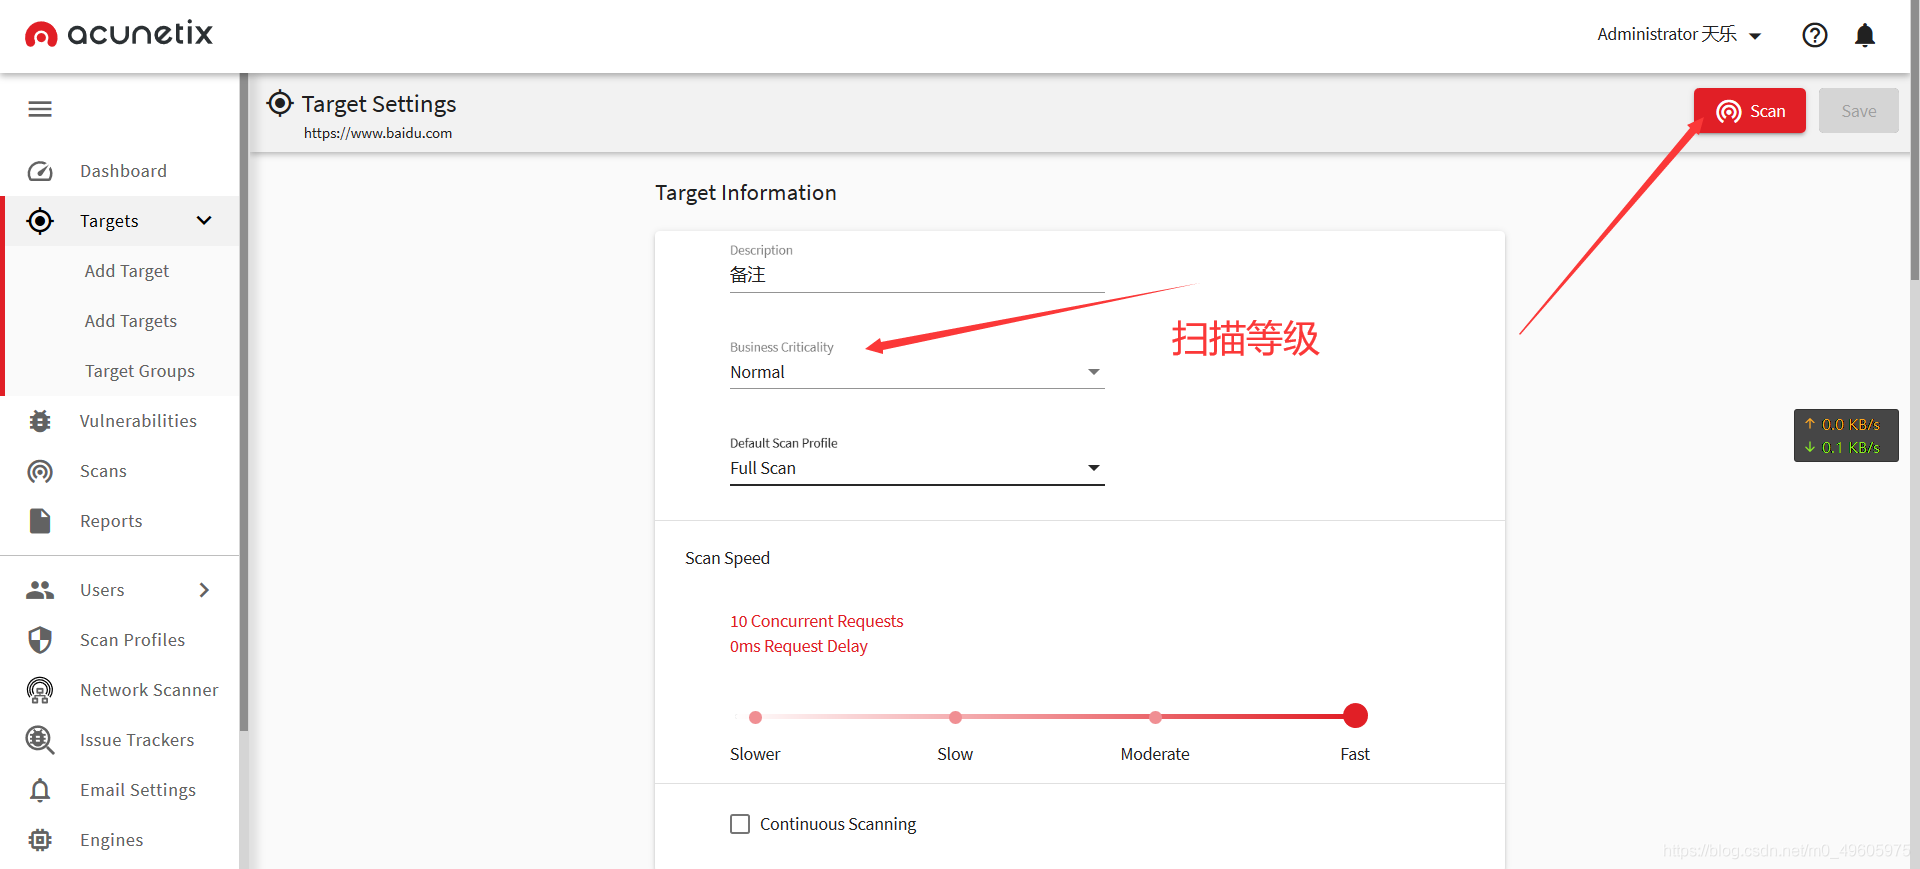 acunetix
Administrator 天乐
Target Settings
https://www.baidu.com
Scan
Save
Dashboard
Targets
Add Target
Add Targets
Target Groups
Vulnerabilities
Scans
Reports
Users
Scan Profiles
Network Scanner
Issue Trackers
Email Settings
Engines
Target Information
Description
备注
Business Criticality
Normal
扫描等级
Default Scan Profile
Full Scan
↑ 0.0 KB/s
↓ 0.1 KB/s
Scan Speed
10 Concurrent Requests
0ms Request Delay
Slower
Slow
Moderate
Fast
Continuous Scanning
https://blog.csdn.net/m0_49605975